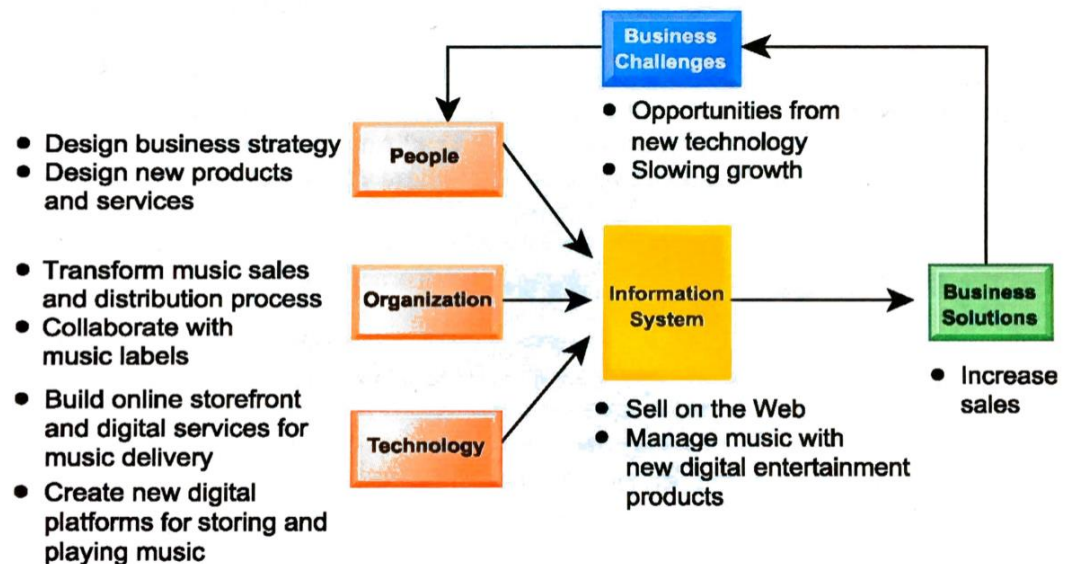 Business
Challenges
● Opportunities from
new technology
● Slowing growth
● Design business strategy
● Design new products
and services
People
● Transform music sales
and distribution process
● Collaborate with
music labels
Organization
● Build online storefront
and digital services for
music delivery
● Create new digital
platforms for storing and
playing music
Technology
Information
System
● Sell on the Web
● Manage music with
new digital entertainment
products
Business
Solutions
● Increase
sales